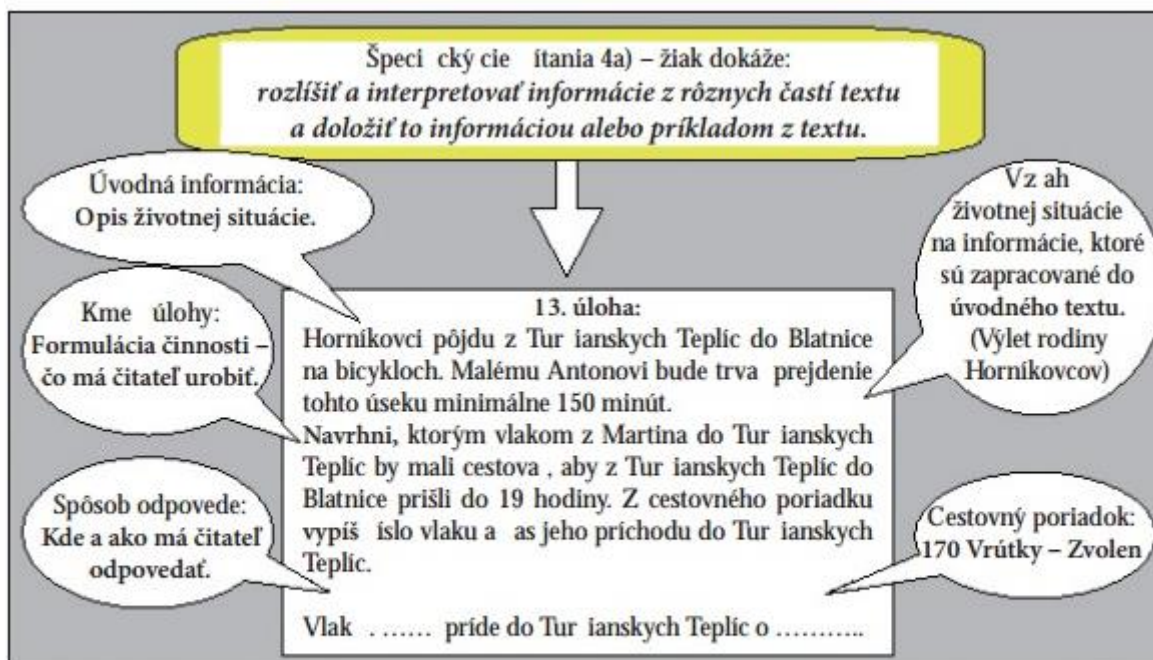 Špeci cký cie ítania 4a) – žiak dokáže:
rozlíšiť a interpretovať informácie z rôznych častí textu
a doložiť to informáciou alebo príkladom z textu.
Úvodná informácia:
Opis životnej situácie.
Vz ah
životnej situácie
na informácie, ktoré
sú zapracované do
úvodného textu.
(Výlet rodiny
Horníkovcov)
Kme úlohy:
Formulácia činnosti –
čo má čitateľ urobiť.
13. úloha:
Horníkovci pôjdu z Tur ianskych Teplíc do Blatnice
na bicykloch. Malému Antonovi bude trva prejdenie
tohto úseku minimálne 150 minút.
Navrhni, ktorým vlakom z Martina do Tur ianskych
Teplíc by mali cestova , aby z Tur ianskych Teplíc do
Blatnice prišli do 19 hodiny. Z cestovného poriadku
vypíš íslo vlaku a as jeho príchodu do Tur ianskych
Teplíc.
Vlak . ...... príde do Tur ianskych Teplíc o ...........
Spôsob odpovede:
Kde a ako má čitateľ
odpovedať.
Cestovný poriadok:
170 Vrútky – Zvolen